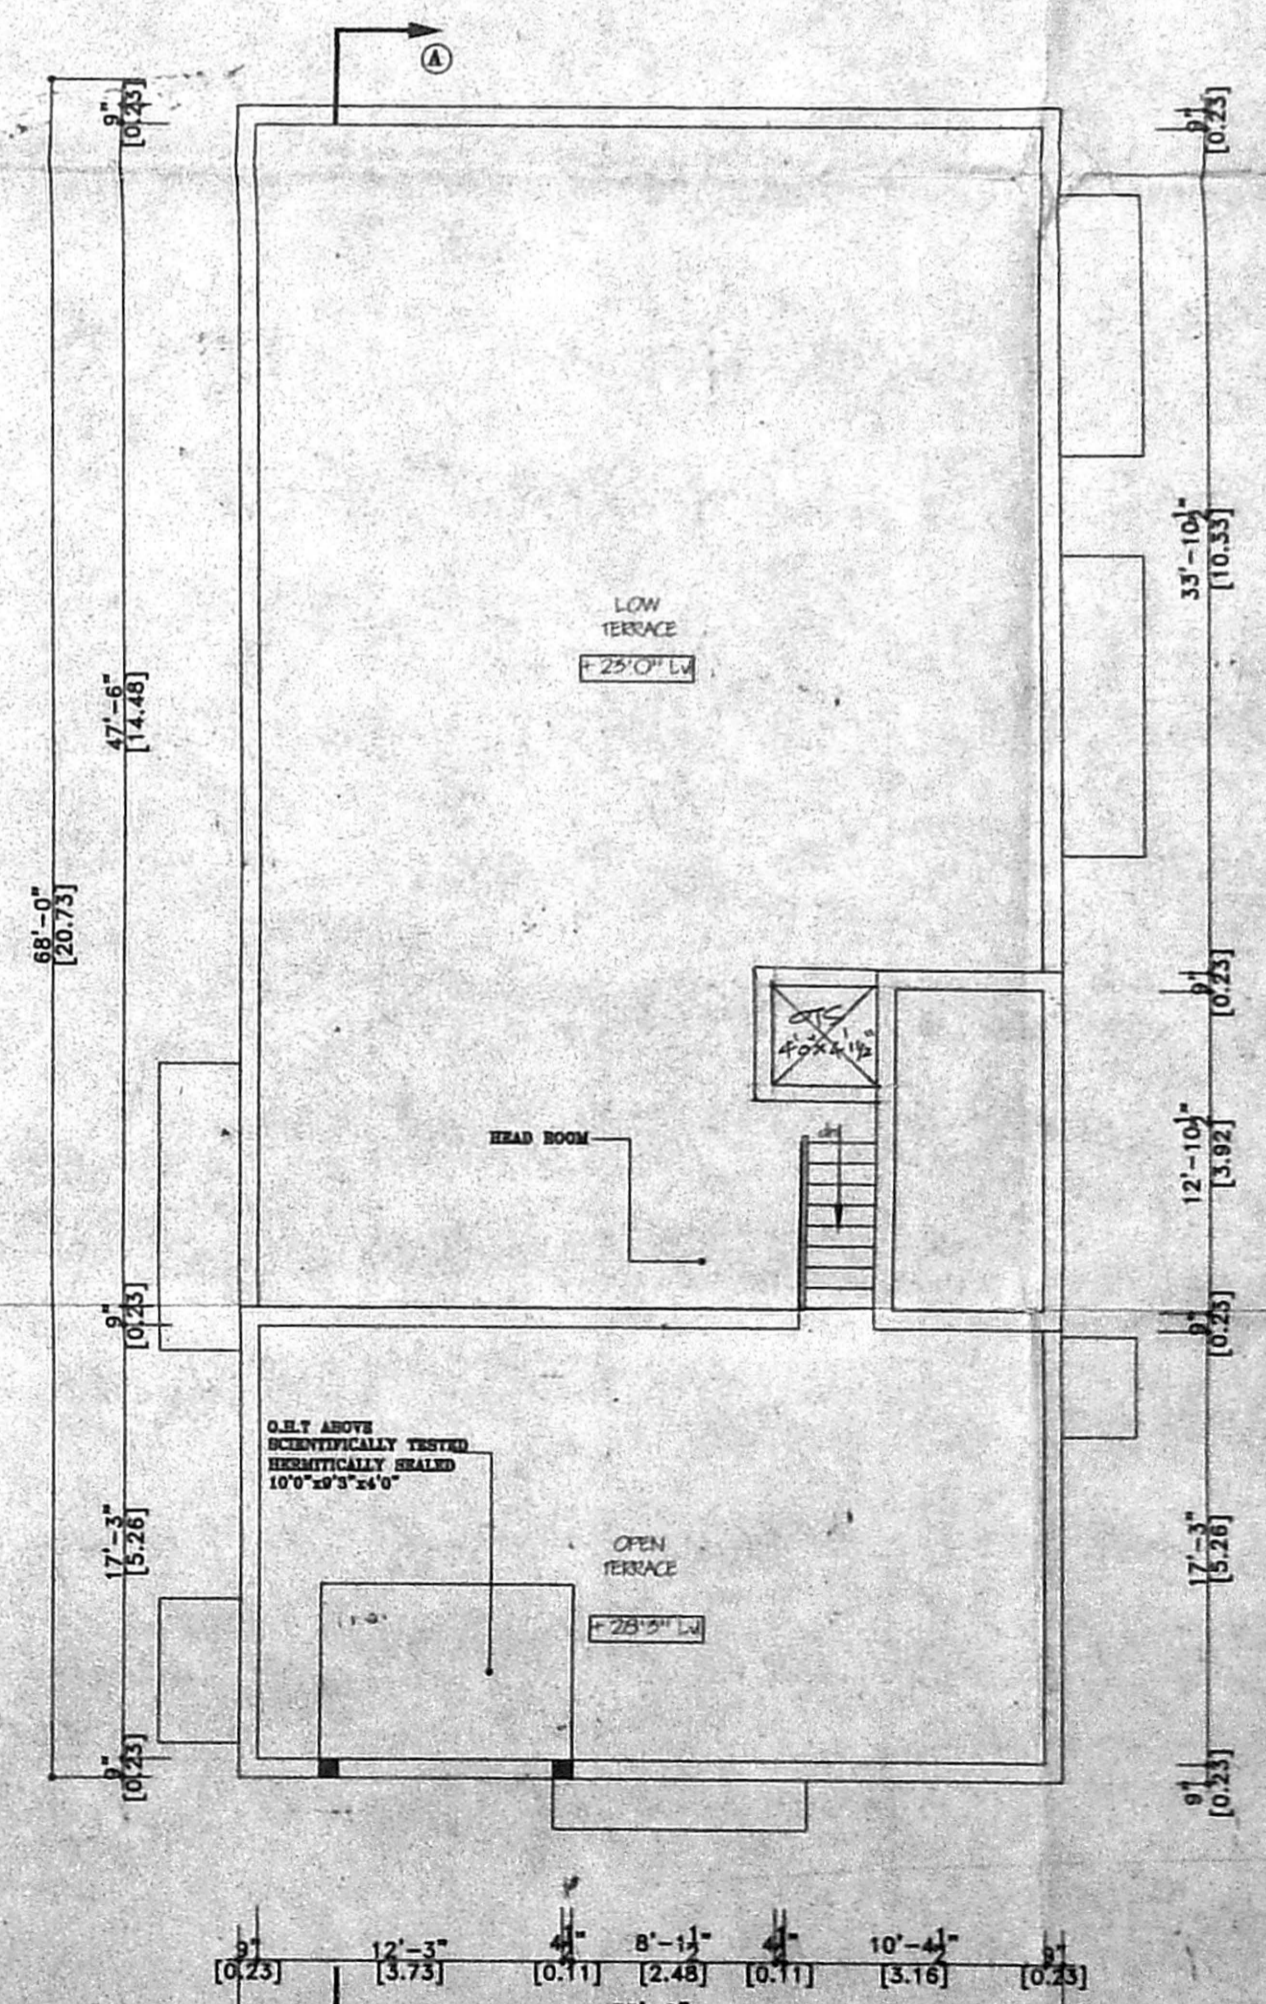 A
9"
[0.23]
9"
[0.23]
33'-10½"
[10.33]
LOW
TERRACE
+ 23'0" Lvl
47'-6"
[14.48]
68'-0"
[20.73]
9"
[0.23]
OTS
4'0"x4'1½"
HEAD ROOM
dn
12'-10½"
[3.92]
9"
[0.23]
9"
[0.23]
O.H.T ABOVE
SCIENTIFICALLY TESTED
HERMITICALLY SEALED
10'0"x9'3"x4'0"
OPEN
TERRACE
+ 28'3" Lvl
17'-3"
[5.26]
17'-3"
[5.26]
9"
[0.23]
9"
[0.23]
9" 12'-3" 4½" 8'-1½" 4½" 10'-4½" 9"
[0.23] [3.73] [0.11] [2.48] [0.11] [3.16] [0.23]